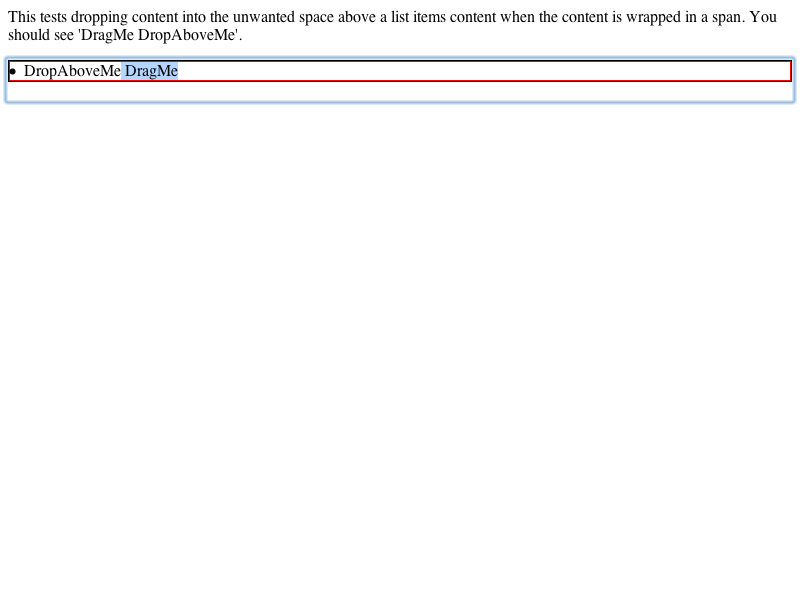 This tests dropping content into the unwanted space above a list items content when the content is wrapped in a span. You
should see 'DragMe DropAboveMe'.
• DropAboveMe DragMe